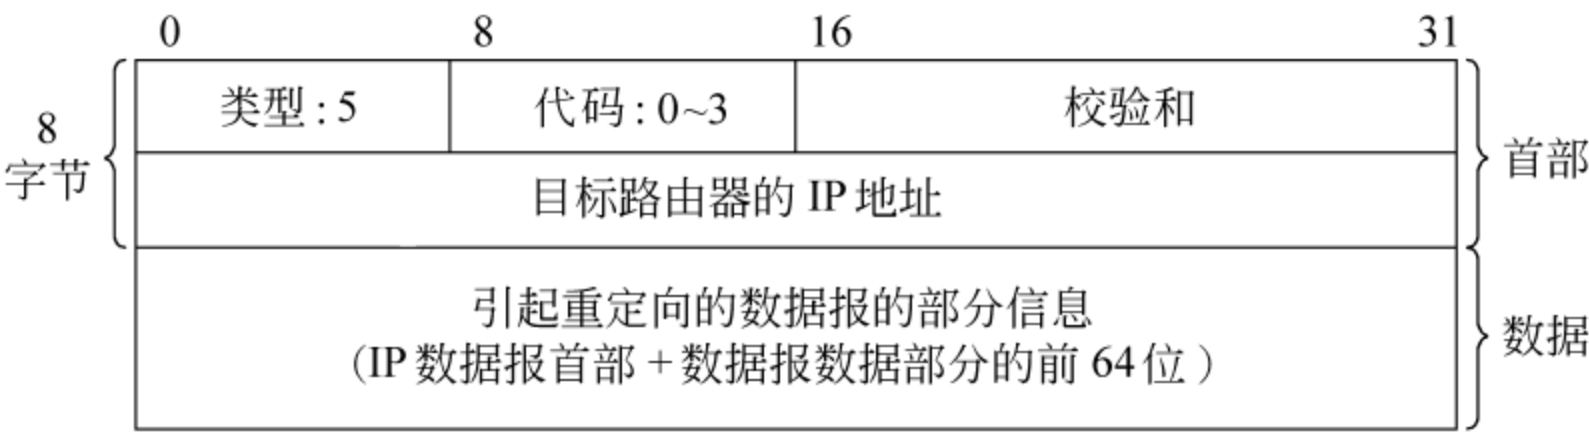 0 8 16 31
类型:5 代码:0~3 校验和
8
字节
目标路由器的 IP 地址
首部
引起重定向的数据报的部分信息
(IP 数据报首部 + 数据报数据部分的前 64 位)
数据